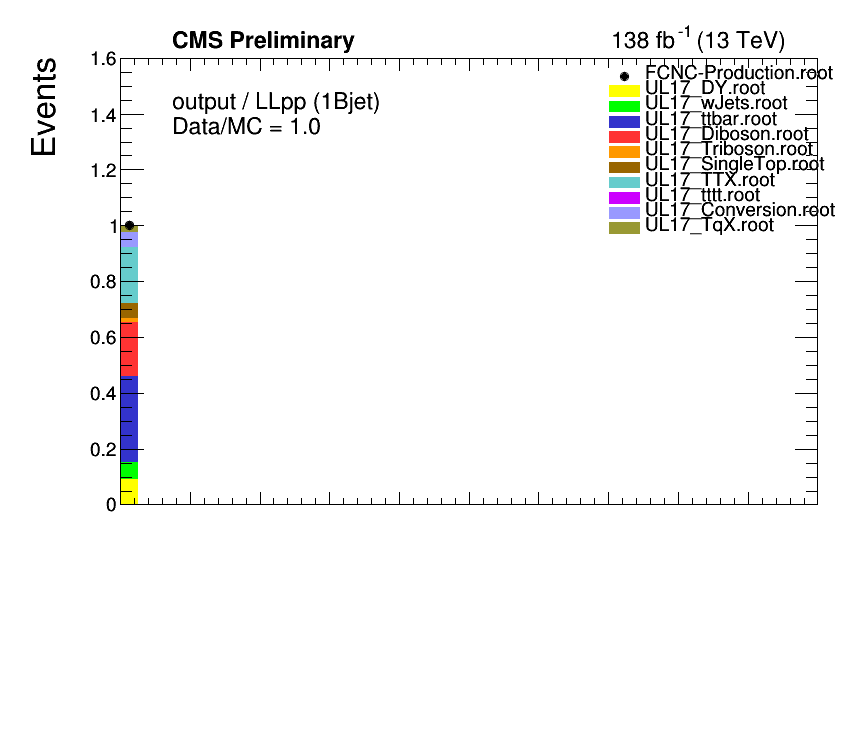 CMS Preliminary
138 fb-1 (13 TeV)
Events
1.6
1.4
1.2
1
0.8
0.6
0.4
0.2
0
output / LLpp (1Bjet)
Data/MC = 1.0
FCNC-Production.root
UL17_DY.root
UL17_wJets.root
UL17_ttbar.root
UL17_Diboson.root
UL17_Triboson.root
UL17_SingleTop.root
UL17_TTX.root
UL17_tttt.root
UL17_Conversion.root
UL17_TqX.root